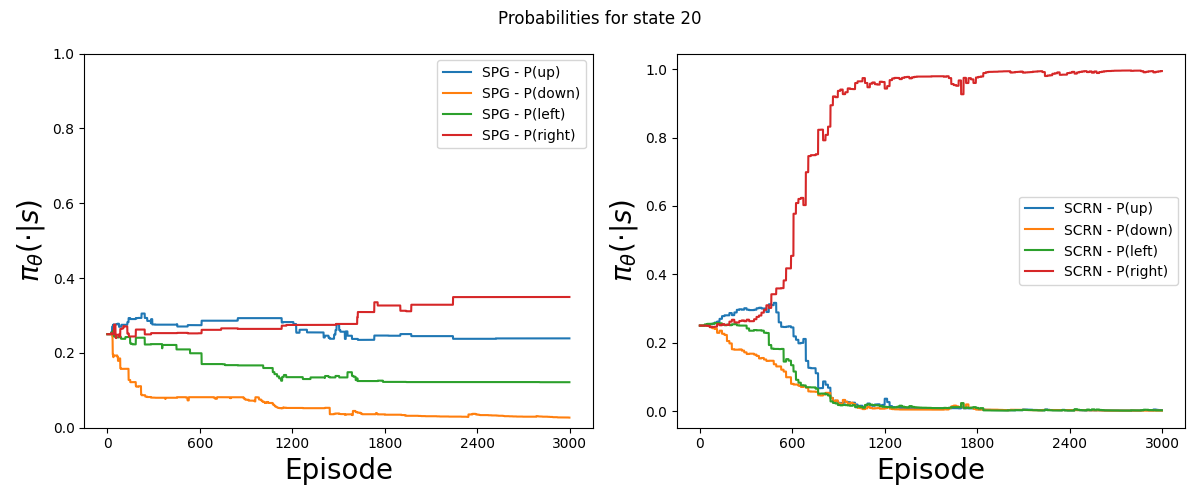 Probabilities for state 20
1.0
0.8
0.6
0.4
0.2
0.0
π_θ(·|s)
0
600
1200
1800
2400
3000
Episode
SPG - P(up)
SPG - P(down)
SPG - P(left)
SPG - P(right)
1.0
0.8
0.6
0.4
0.2
0.0
π_θ(·|s)
0
600
1200
1800
2400
3000
Episode
SCRN - P(up)
SCRN - P(down)
SCRN - P(left)
SCRN - P(right)